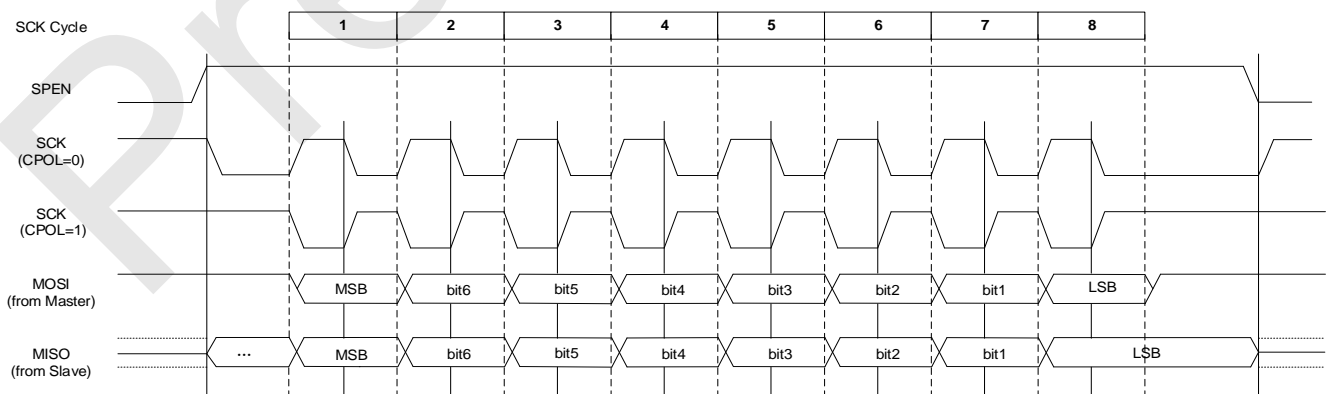 SCK Cycle 1 2 3 4 5 6 7 8
SPEN
SCK
(CPOL=0)
SCK
(CPOL=1)
MOSI
(from Master)
MSB bit6 bit5 bit4 bit3 bit2 bit1 LSB
MISO
(from Slave)
... MSB bit6 bit5 bit4 bit3 bit2 bit1 LSB
Pre